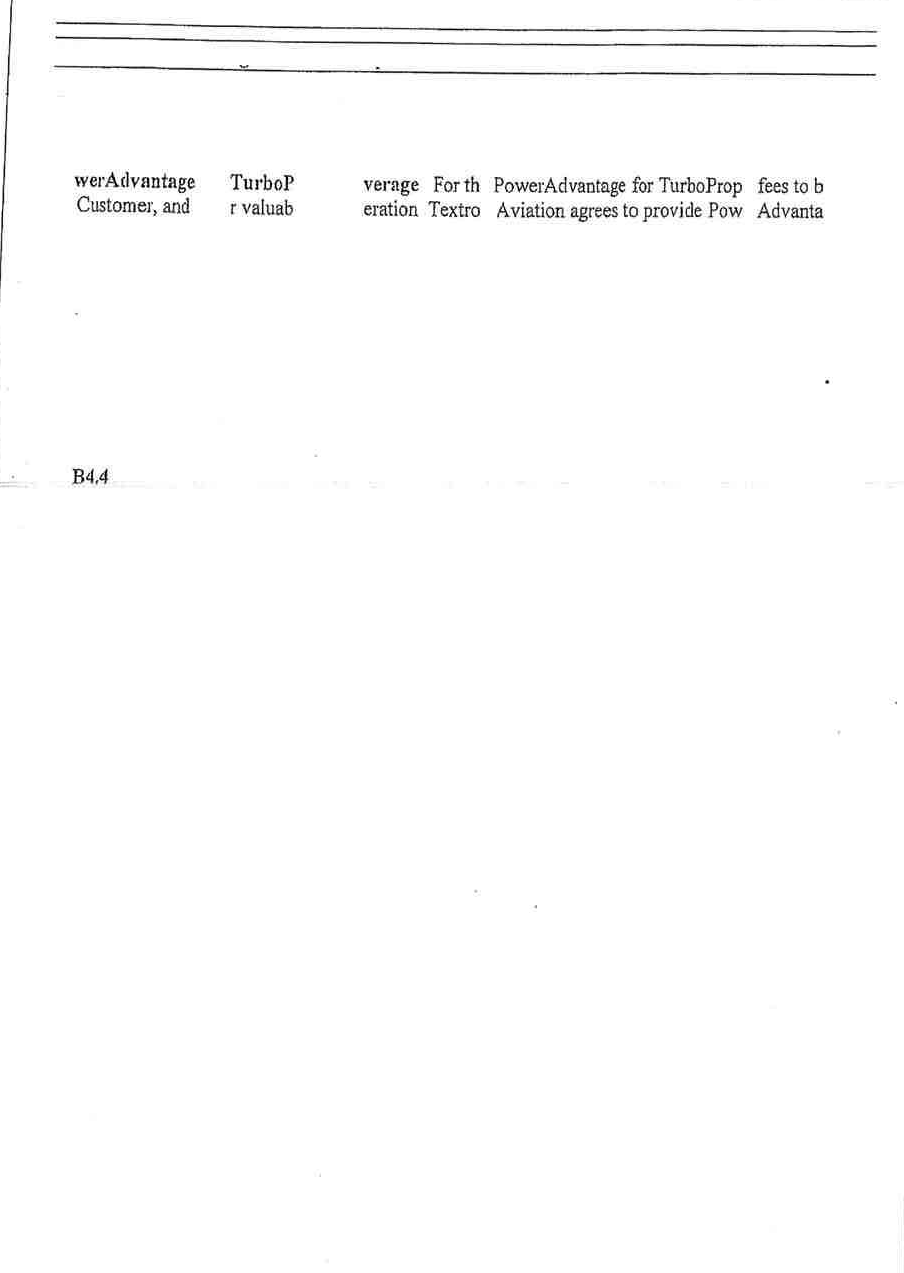 werAdvantage TurboP verage For th PowerAdvantage for TurboProp fees to b
Customer, and r valuab eration Textro Aviation agrees to provide Pow Advanta
B4.4